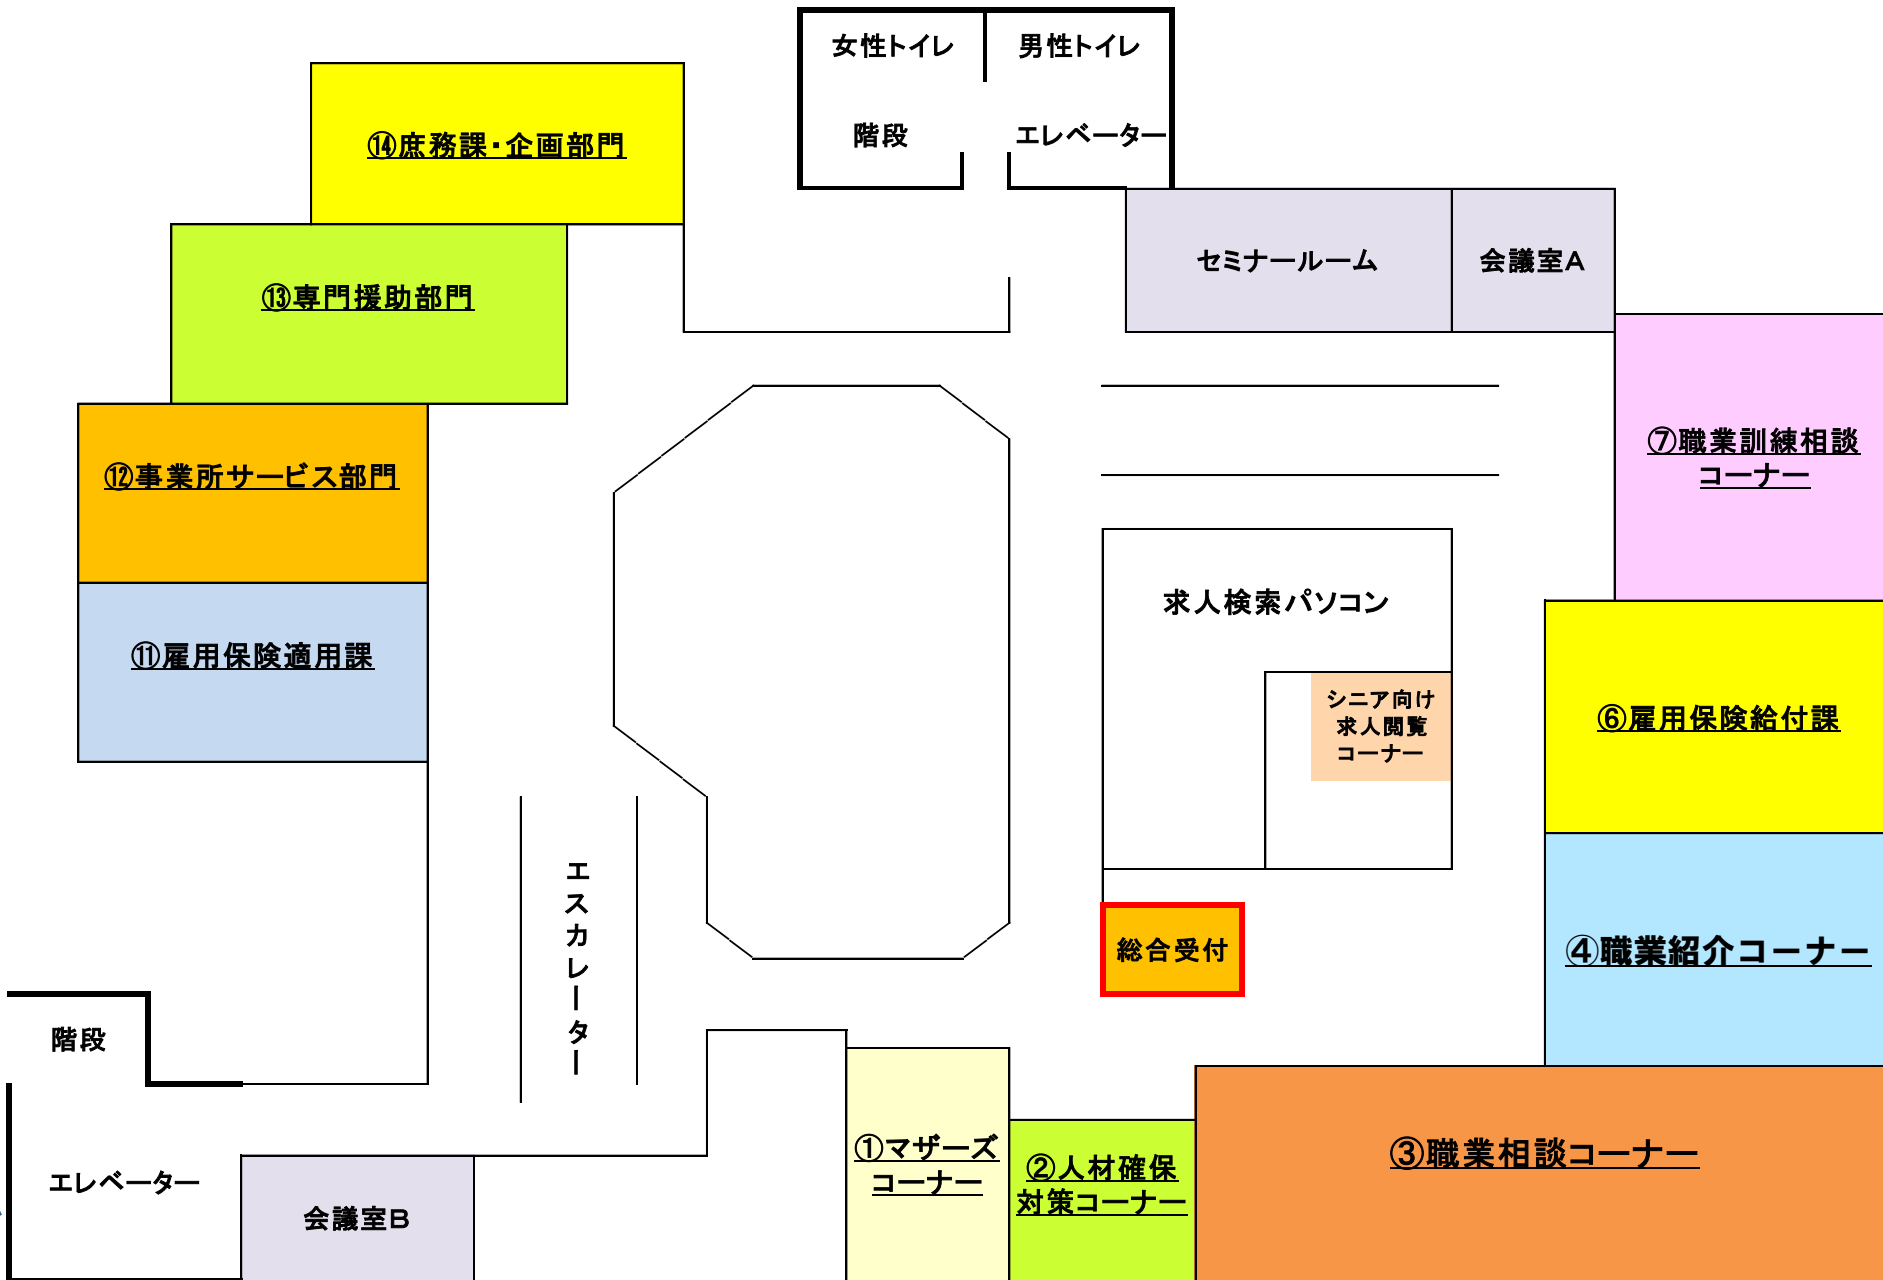 女性トイレ
男性トイレ
階段
エレベーター
⑭庶務課・企画部門
セミナールーム
会議室A
⑬専門援助部門
⑦職業訓練相談
コーナー
⑫事業所サービス部門
求人検索パソコン
⑪雇用保険適用課
シニア向け
求人閲覧
コーナー
⑥雇用保険給付課
エスカレーター
総合受付
④職業紹介コーナー
階段
エレベーター
会議室B
①マザーズ
コーナー
②人材確保
対策コーナー
③職業相談コーナー